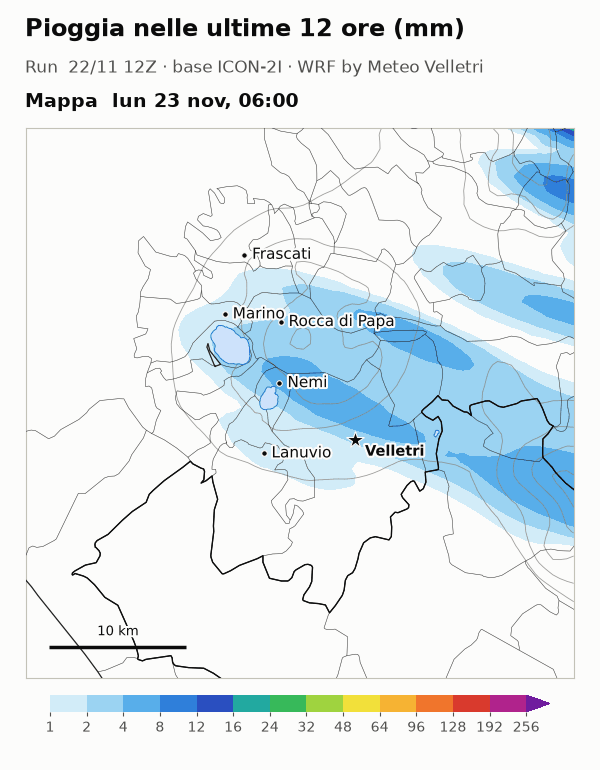 Pioggia nelle ultime 12 ore (mm)
Run  22/11 12Z · base ICON-2I · WRF by Meteo Velletri
Mappa  lun 23 nov, 06:00
Frascati
Marino
Rocca di Papa
Nemi
Velletri
Lanuvio
10 km
1 2 4 8 12 16 24 32 48 64 96 128 192 256